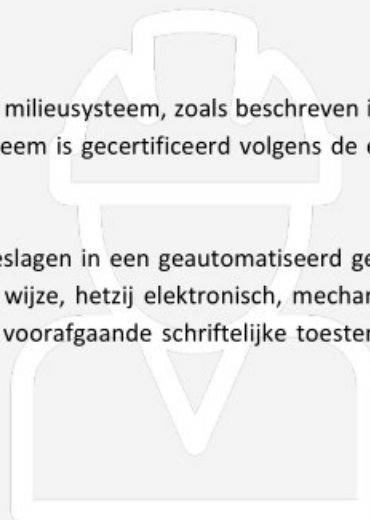 milieusysteem, zoals beschreven i
eem is gecertificeerd volgens de e
eslagen in een geautomatiseerd ge
wijze, hetzij elektronisch, mechan
voorafgaande schriftelijke toester